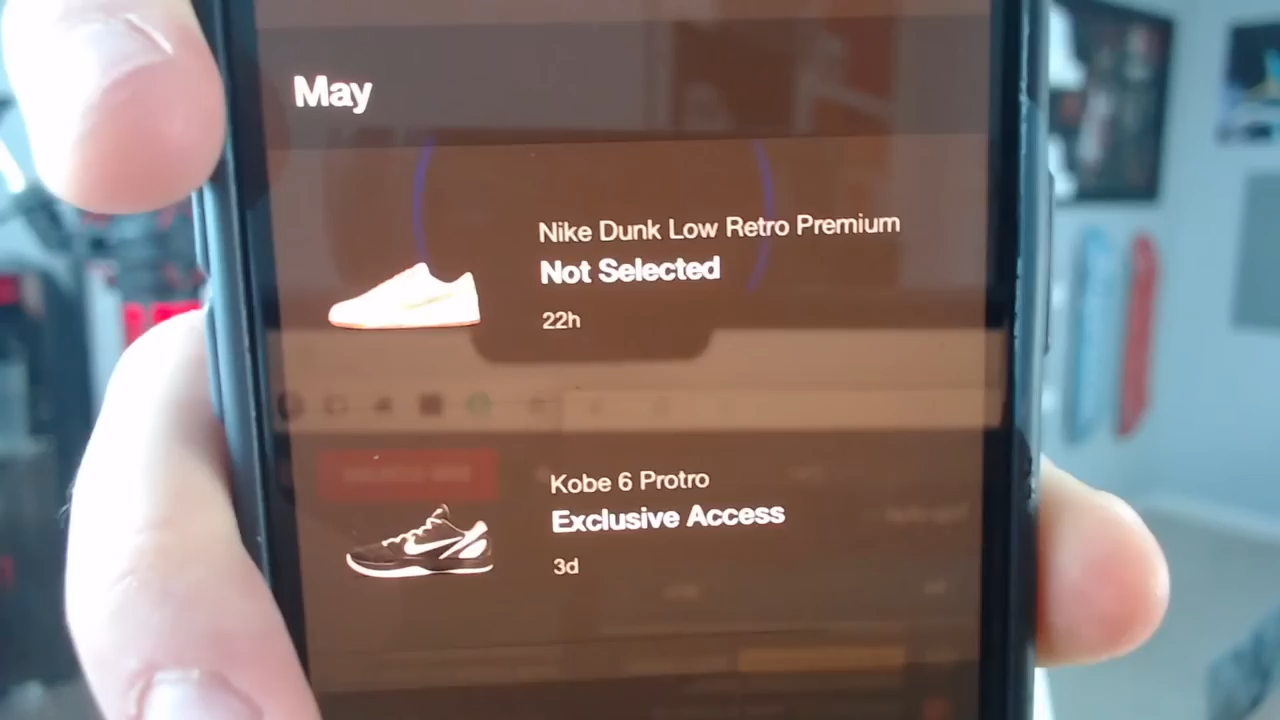 May
Nike Dunk Low Retro Premium
Not Selected
22h
Kobe 6 Protro
Exclusive Access
3d